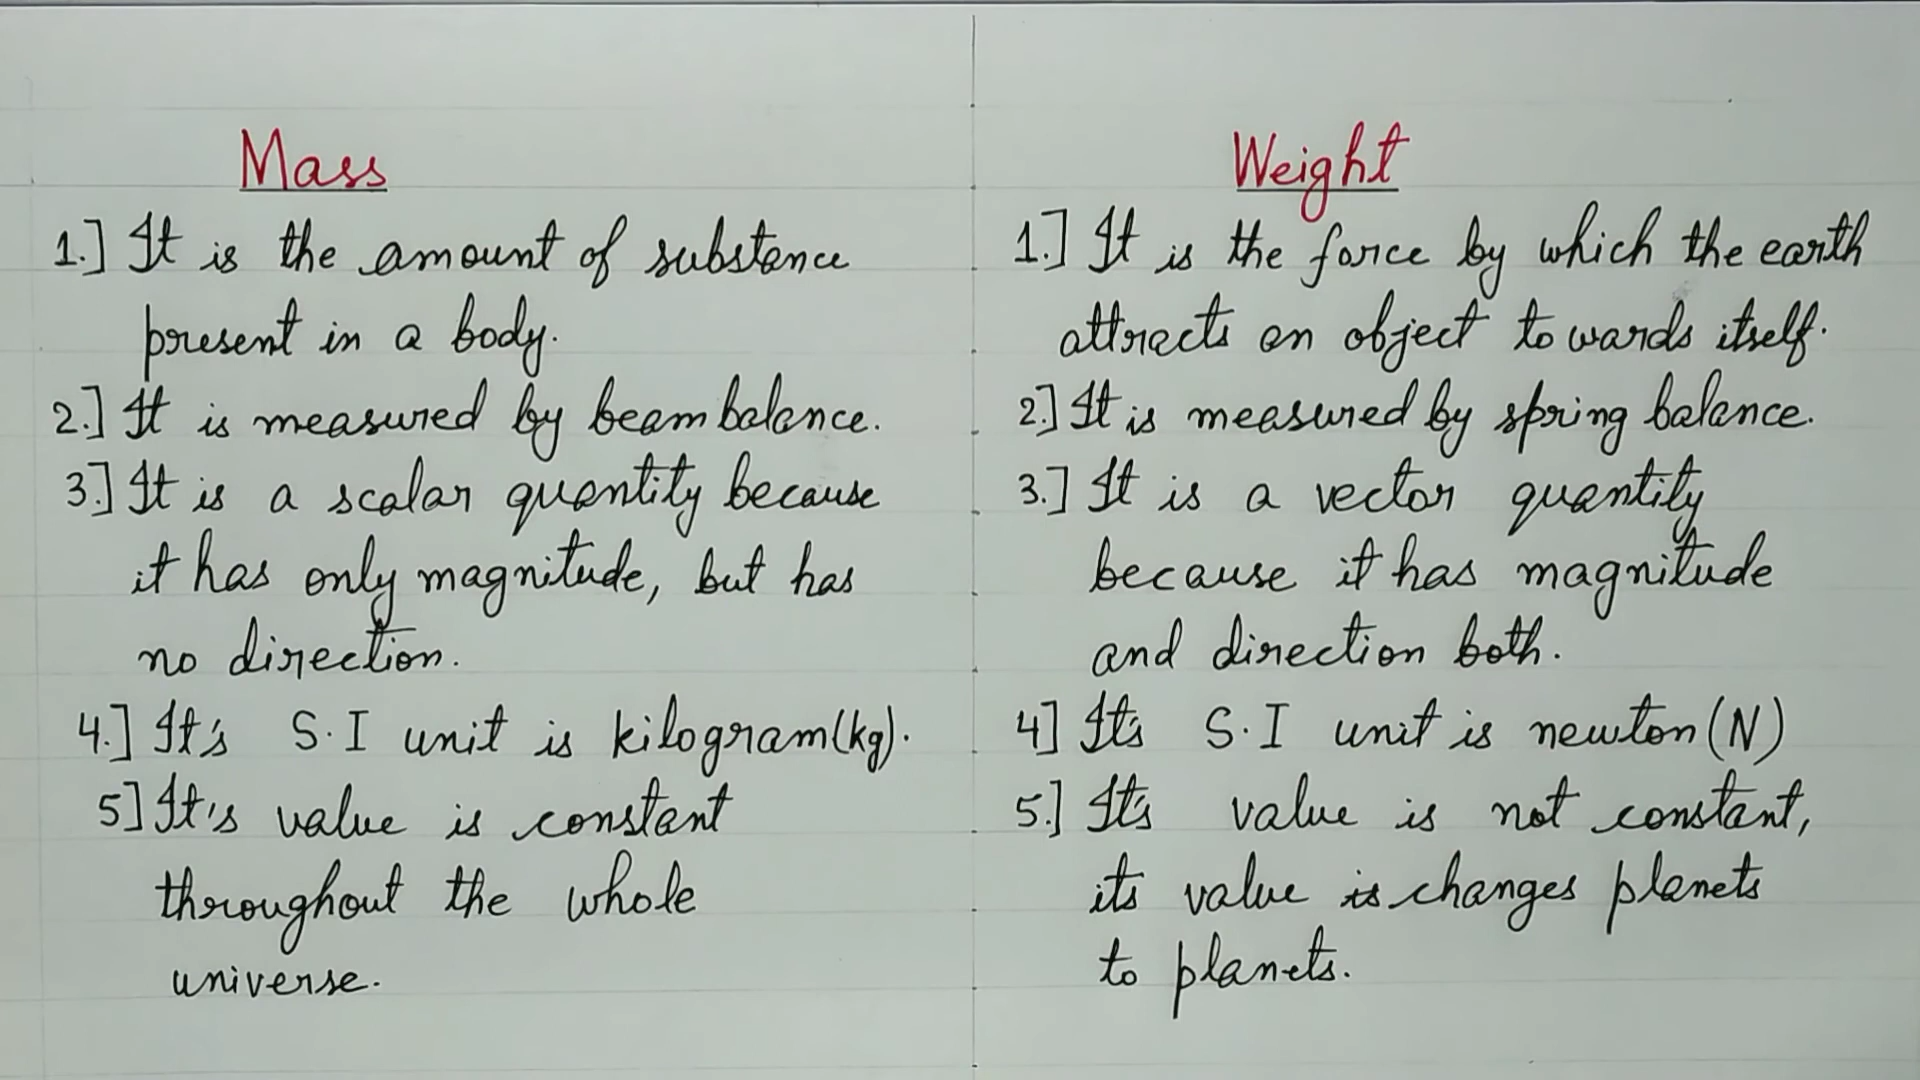 Mass
1.] It is the amount of substance
present in a body.
2.] It is measured by beam balance.
3.] It is a scalar quantity because
it has only magnitude, but has
no direction.
4.] It's S.I unit is kilogram(kg).
5] It's value is constant
throughout the whole
universe.
Weight
1.] It is the force by which the earth
attracts an object towards itself.
2.] It is measured by spring balance.
3.] It is a vector quantity
because it has magnitude
and direction both.
4] It's S.I unit is newton (N)
5.] It's value is not constant,
its value is changes planets
to planets.